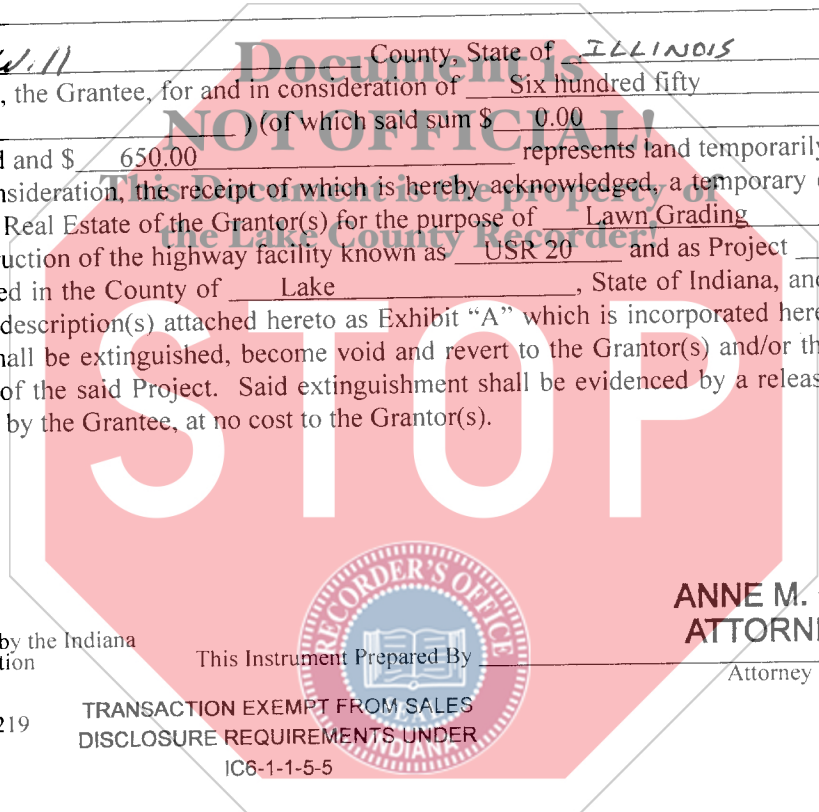 Will County, State of ILLINOIS
, the Grantee, for and in consideration of Six hundred fifty
) (of which said sum $ 0.00
d and $ 650.00 represents land temporarily
nsideration, the receipt of which is hereby acknowledged, a temporary
Real Estate of the Grantor(s) for the purpose of Lawn Grading
uction of the highway facility known as USR 20 and as Project
ed in the County of Lake , State of Indiana, and
description(s) attached hereto as Exhibit “A” which is incorporated here
hall be extinguished, become void and revert to the Grantor(s) and/or th
of the said Project. Said extinguishment shall be evidenced by a releas
by the Grantee, at no cost to the Grantor(s).
Document is
NOT OFFICIAL!
This Document is the property of
the Lake County Recorder!
STOP
RECORDER'S OFFICE
SEAL
INDIANA
ANNE M.
ATTORN
by the Indiana
tion
This Instrument Prepared By
Attorney
219
TRANSACTION EXEMPT FROM SALES
DISCLOSURE REQUIREMENTS UNDER
IC6-1-1-5-5